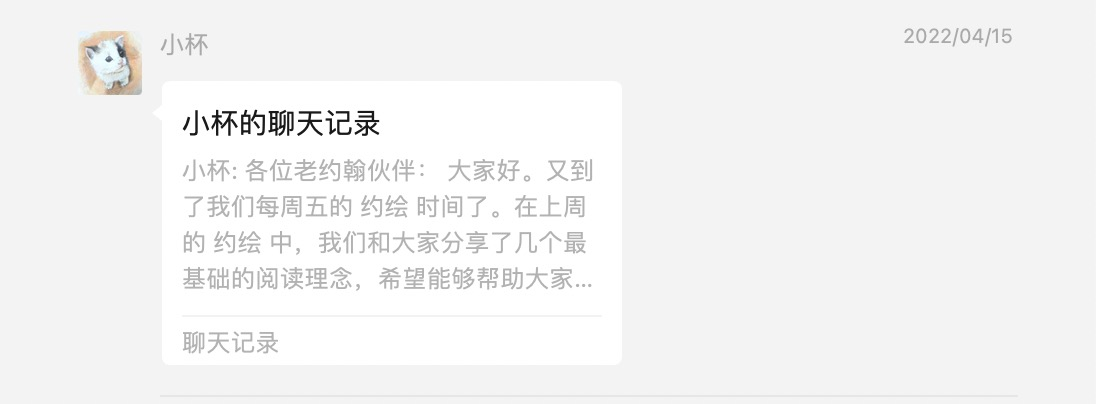 小杯
2022/04/15
小杯的聊天记录
小杯: 各位老约翰伙伴： 大家好。又到
了我们每周五的 约绘 时间了。在上周
的 约绘 中，我们和大家分享了几个最
基础的阅读理念，希望能够帮助大家...
聊天记录